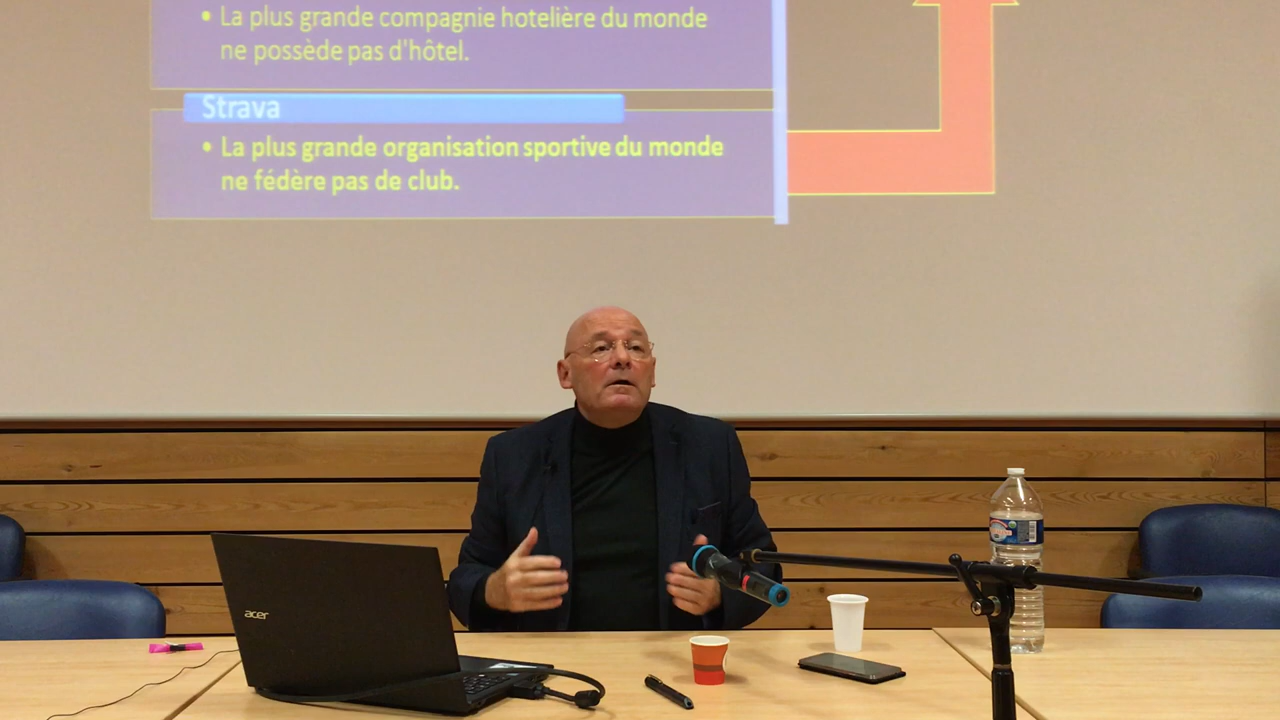 • La plus grande compagnie hotelière du monde
ne possède pas d'hôtel.
Strava
• La plus grande organisation sportive du monde
ne fédère pas de club.
acer